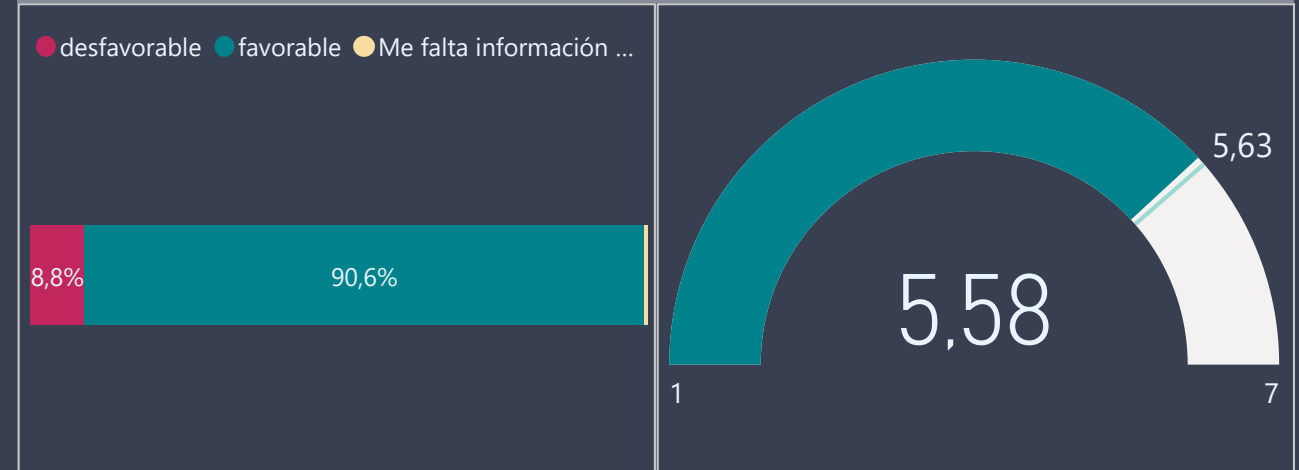 desfavorable favorable Me falta información ...
8,8% 90,6%
5,63
5,58
1 7